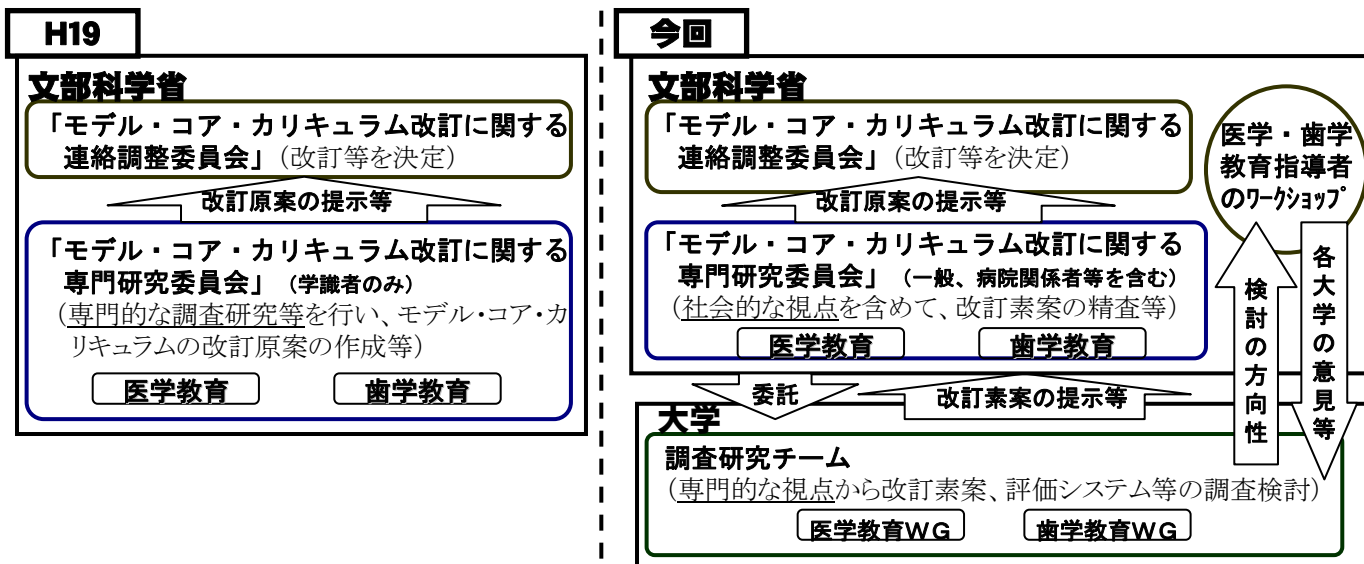 H19
文部科学省
「モデル・コア・カリキュラム改訂に関する
連絡調整委員会」（改訂等を決定）
改訂原案の提示等
「モデル・コア・カリキュラム改訂に関する
専門研究委員会」（学識者のみ）
（専門的な調査研究等を行い、モデル・コア・カ
リキュラムの改訂原案の作成等）
医学教育
歯学教育
今回
文部科学省
「モデル・コア・カリキュラム改訂に関する
連絡調整委員会」（改訂等を決定）
改訂原案の提示等
「モデル・コア・カリキュラム改訂に関する
専門研究委員会」（一般、病院関係者等を含む）
（社会的な視点を含めて、改訂素案の精査等）
医学教育
歯学教育
医学・歯学
教育指導者
のﾜｰｸｼｮｯﾌﾟ
検討の方向性
各大学の意見等
委託
改訂素案の提示等
大学
調査研究チーム
（専門的な視点から改訂素案、評価システム等の調査検討）
医学教育ＷＧ
歯学教育ＷＧ